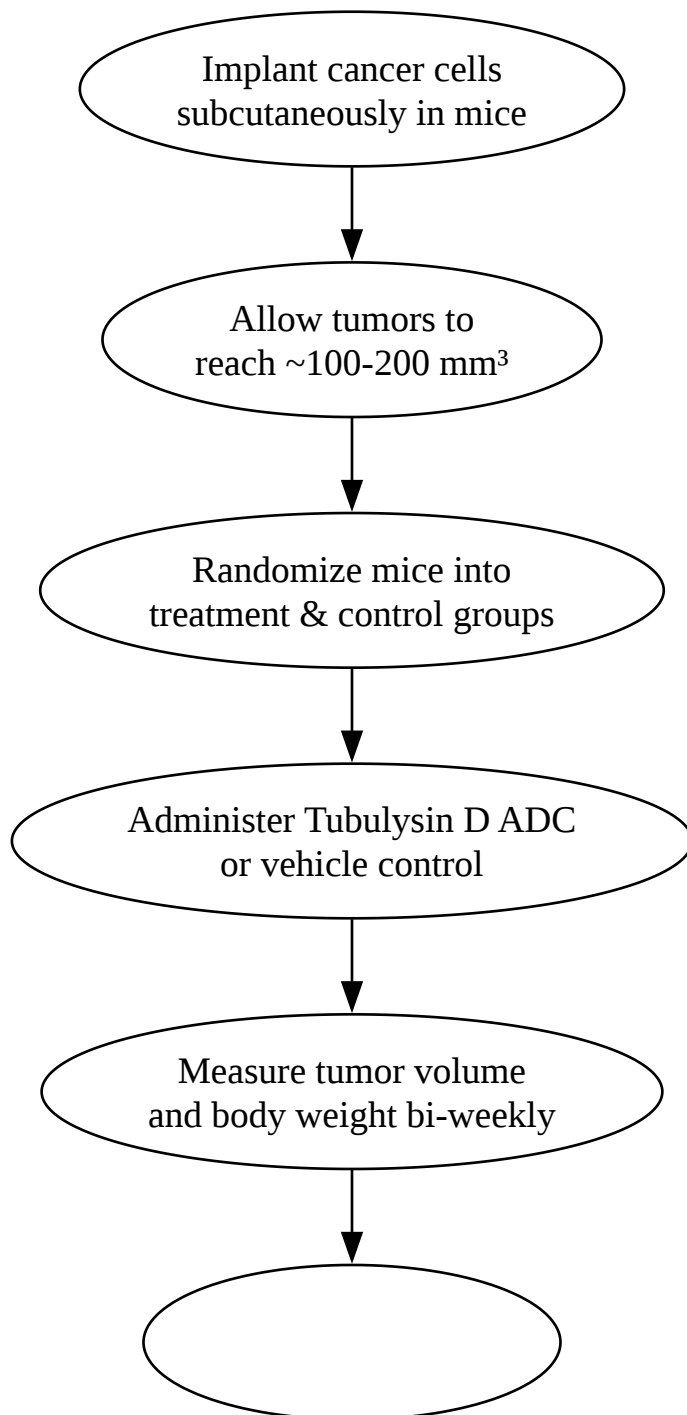 Implant cancer cells
subcutaneously in mice
Allow tumors to
reach ~100-200 mm³
Randomize mice into
treatment & control groups
Administer Tubulysin D ADC
or vehicle control
Measure tumor volume
and body weight bi-weekly